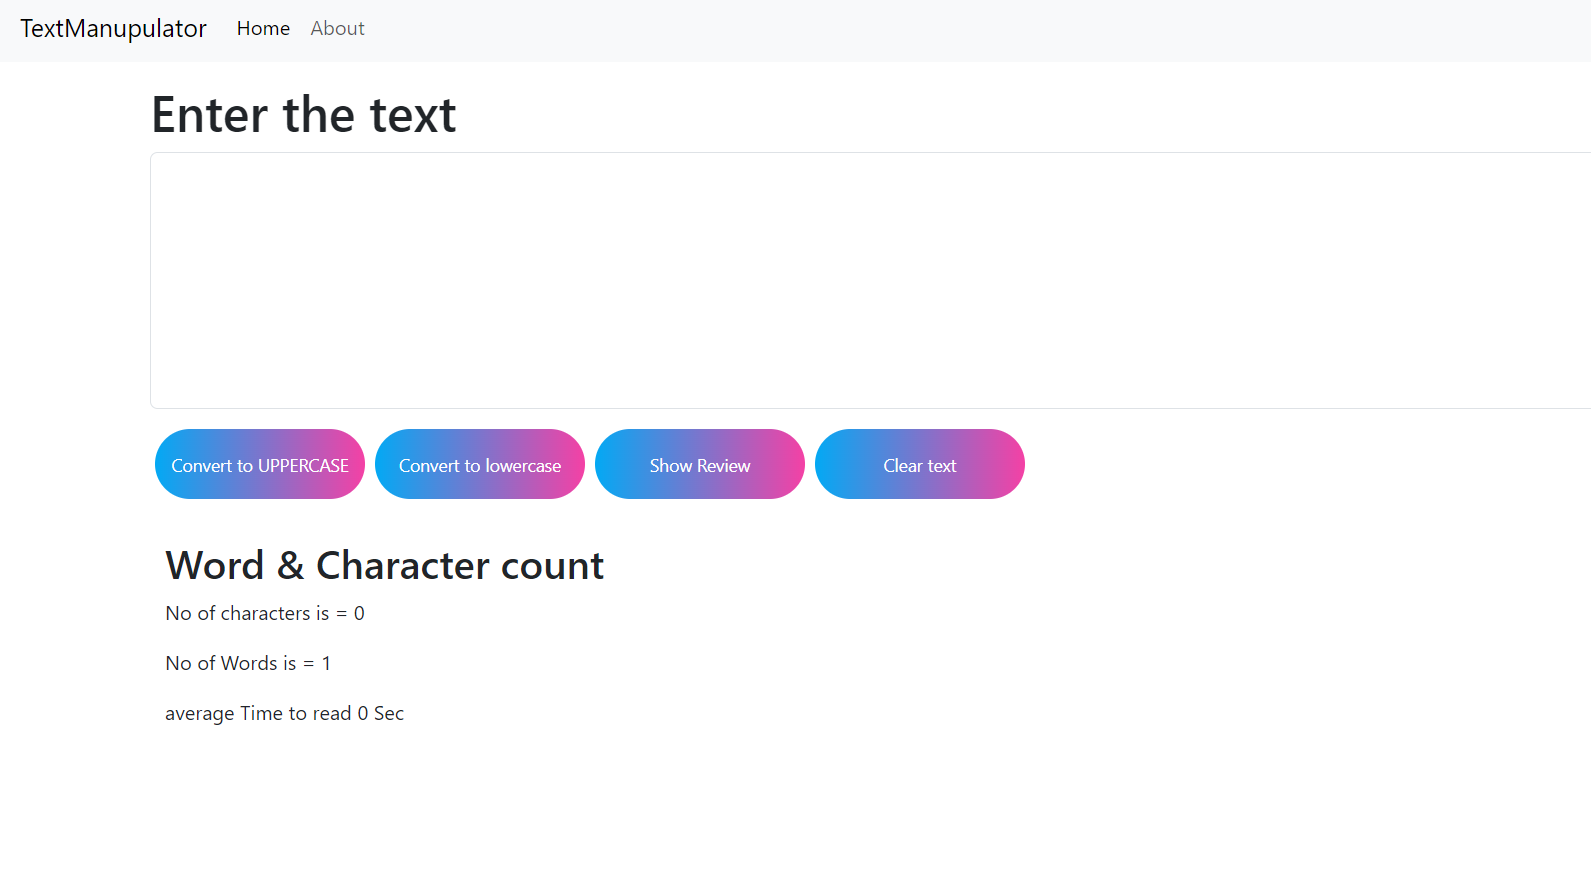 TextManupulator Home About
Enter the text
Convert to UPPERCASE Convert to lowercase Show Review Clear text
Word & Character count
No of characters is = 0
No of Words is = 1
average Time to read 0 Sec